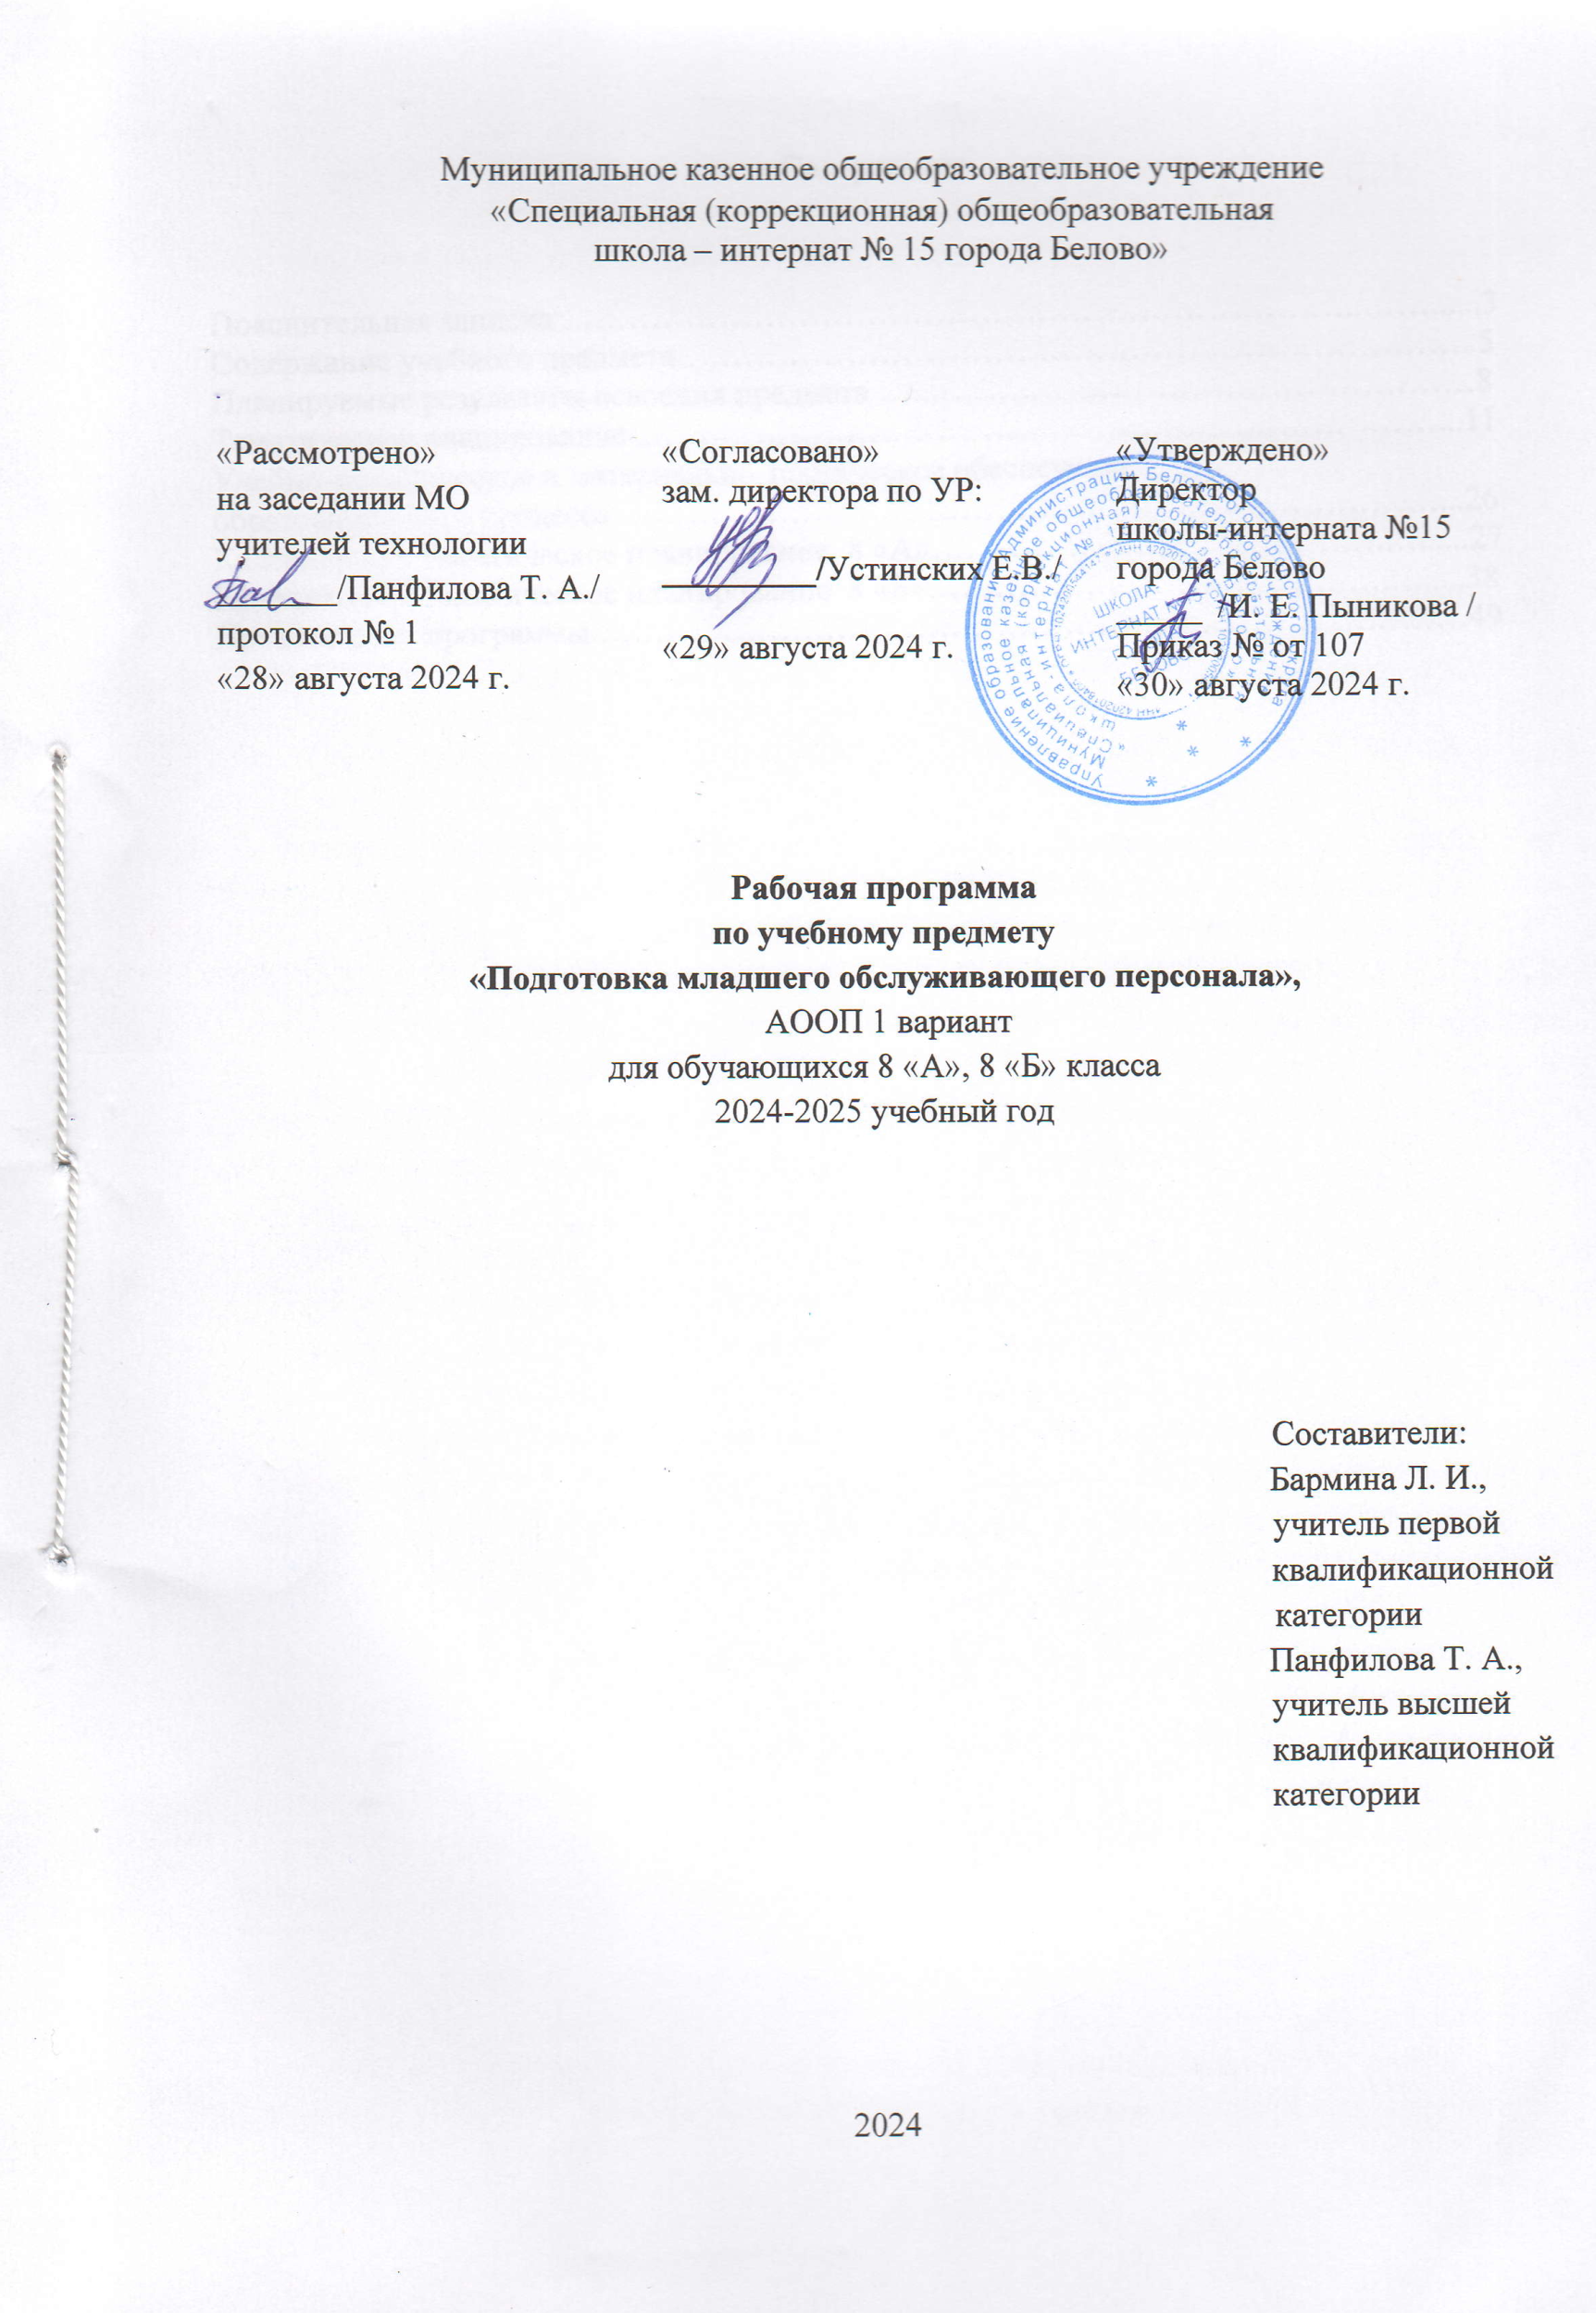 Муниципальное казенное общеобразовательное учреждение
«Специальная (коррекционная) общеобразовательная
школа – интернат № 15 города Белово»
«Рассмотрено»
на заседании МО
учителей технологии
/Панфилова Т. А./
протокол № 1
«28» августа 2024 г.
«Согласовано»
зам. директора по УР:
/Устинских Е.В./
«29» августа 2024 г.
«Утверждено»
Директор
школы-интерната №15
города Белово
/И. Е. Пыникова /
Приказ № от 107
«30» августа 2024 г.
ШКОЛА-
ИНТЕРНАТ №
Рабочая программа
по учебному предмету
«Подготовка младшего обслуживающего персонала»,
АООП 1 вариант
для обучающихся 8 «А», 8 «Б» класса
2024-2025 учебный год
Составители:
Бармина Л. И.,
учитель первой
квалификационной
категории
Панфилова Т. А.,
учитель высшей
квалификационной
категории
2024